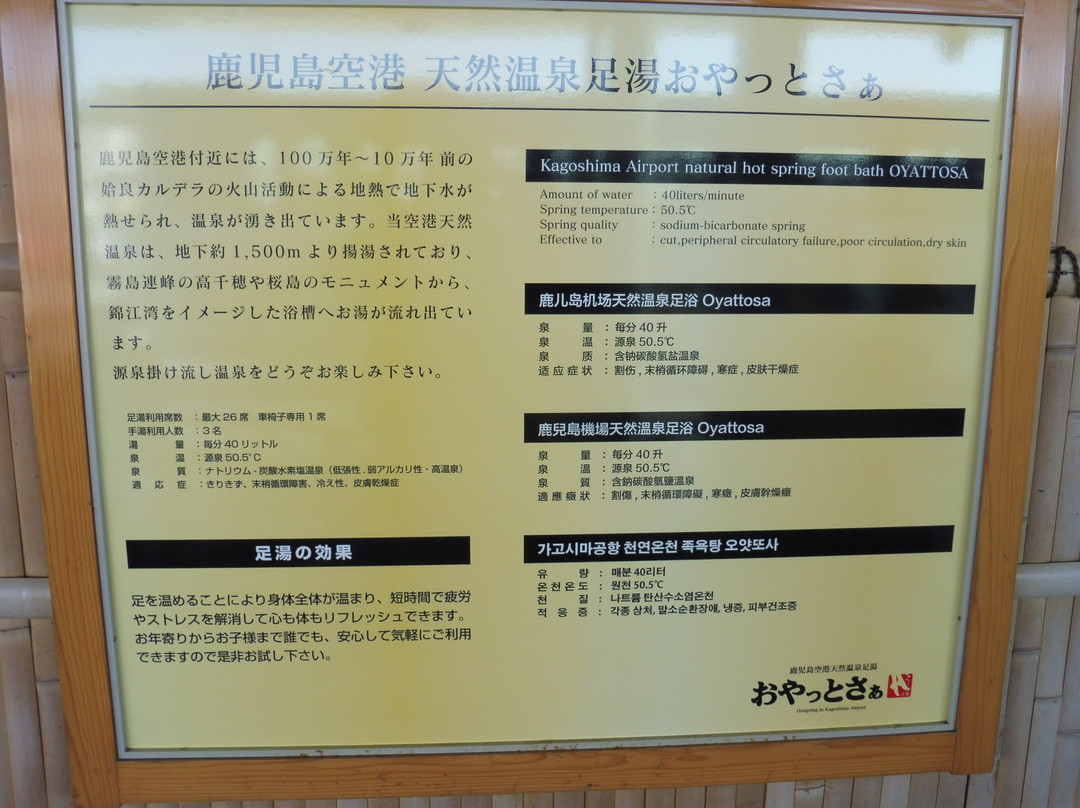 鹿児島空港 天然温泉足湯おやっとさぁ
鹿児島空港付近には、100万年～10万年前の
姶良カルデラの火山活動による地熱で地下水が
熱せられ、温泉が湧き出ています。当空港天然
温泉は、地下約1,500mより揚湯されており、
霧島連峰の高千穂や桜島のモニュメントから、
錦江湾をイメージした浴槽へお湯が流れ出てい
ます。
源泉掛け流し温泉をどうぞお楽しみ下さい。
足湯利用席数 ：最大26席 車椅子専用1席
手湯利用人数 ：3名
湯量 ：毎分40リットル
泉温 ：源泉50.5°C
泉質 ：ナトリウム-炭酸水素塩温泉（低張性.弱アルカリ性・高温泉）
適応症 ：きりきず、末梢循環障害、冷え性、皮膚乾燥症
足湯の効果
足を温めることにより身体全体が温まり、短時間で疲労
やストレスを解消して心も体もリフレッシュできます。
お年寄りからお子様まで誰でも、安心して気軽にご利用
できますので是非お試し下さい。
Kagoshima Airport natural hot spring foot bath OYATTOSA
Amount of water : 40liters/minute
Spring temperature : 50.5℃
Spring quality : sodium-bicarbonate spring
Effective to : cut,peripheral circulatory failure,poor circulation,dry skin
鹿儿岛机场天然温泉足浴 Oyattosa
泉量 ：每分40升
泉温 ：源泉50.5℃
泉质 ：含钠碳酸氢盐温泉
适应症状 ：割伤,末梢循环障碍,寒症,皮肤干燥症
鹿兒島機場天然溫泉足浴 Oyattosa
泉量 ：每分40升
泉溫 ：源泉50.5℃
泉質 ：含鈉碳酸氫鹽溫泉
適應癥狀 ：割傷,末梢循環障礙,寒癥,皮膚幹燥癥
가고시마공항 천연온천 족욕탕 오얏또사
유량 : 매분 40리터
온천온도 : 원천 50.5℃
천질 : 나트륨 탄산수소염온천
적응증 : 각종 상처, 말소순환장애, 냉증, 피부건조증
鹿児島空港天然温泉足湯
おやっとさぁ
Hotspring in Kagoshima Airport